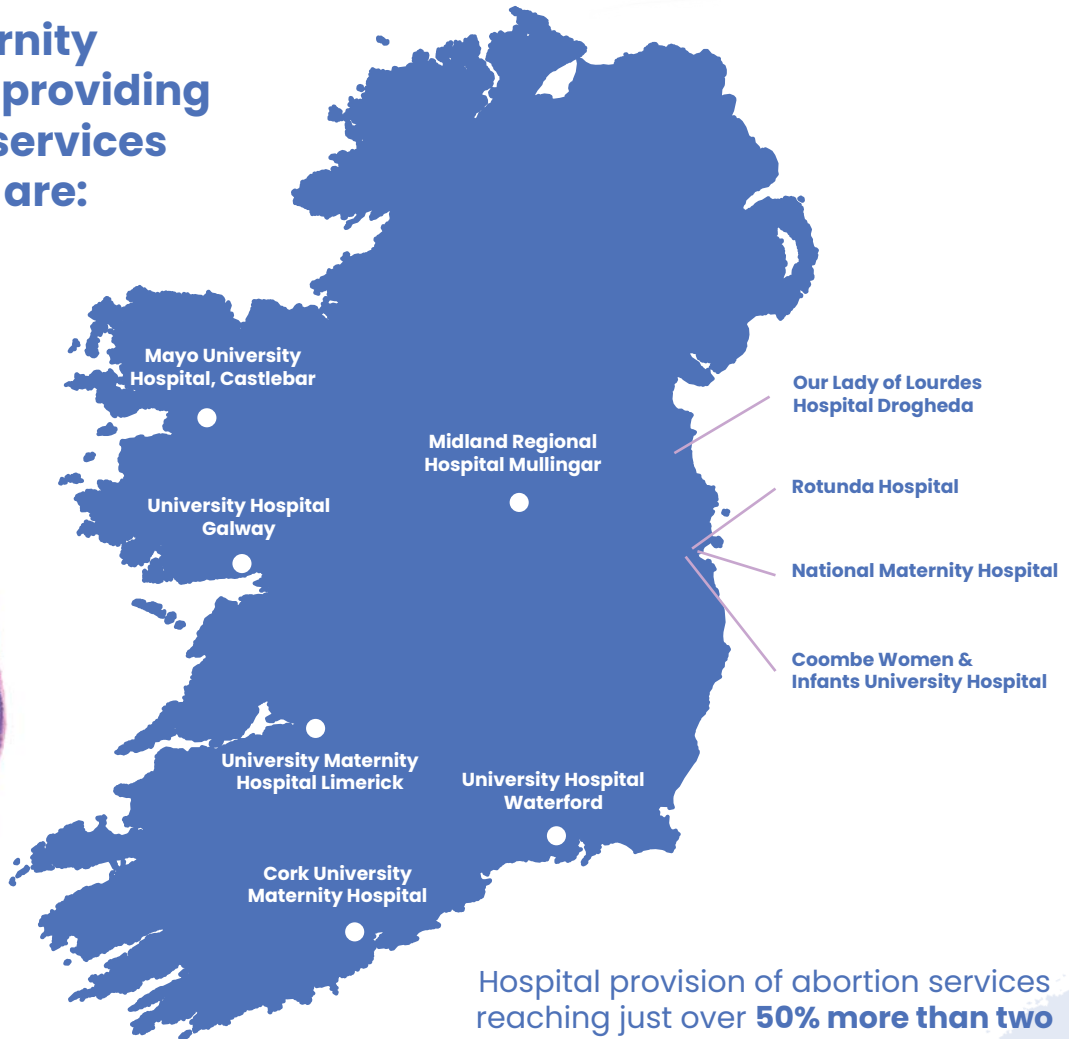 rnity
providing
services
are:
Mayo University
Hospital, Castlebar
Midland Regional
Hospital Mullingar
University Hospital
Galway
Our Lady of Lourdes
Hospital Drogheda
Rotunda Hospital
National Maternity Hospital
Coombe Women &
Infants University Hospital
University Maternity
Hospital Limerick
University Hospital
Waterford
Cork University
Maternity Hospital
Hospital provision of abortion services
reaching just over 50% more than two